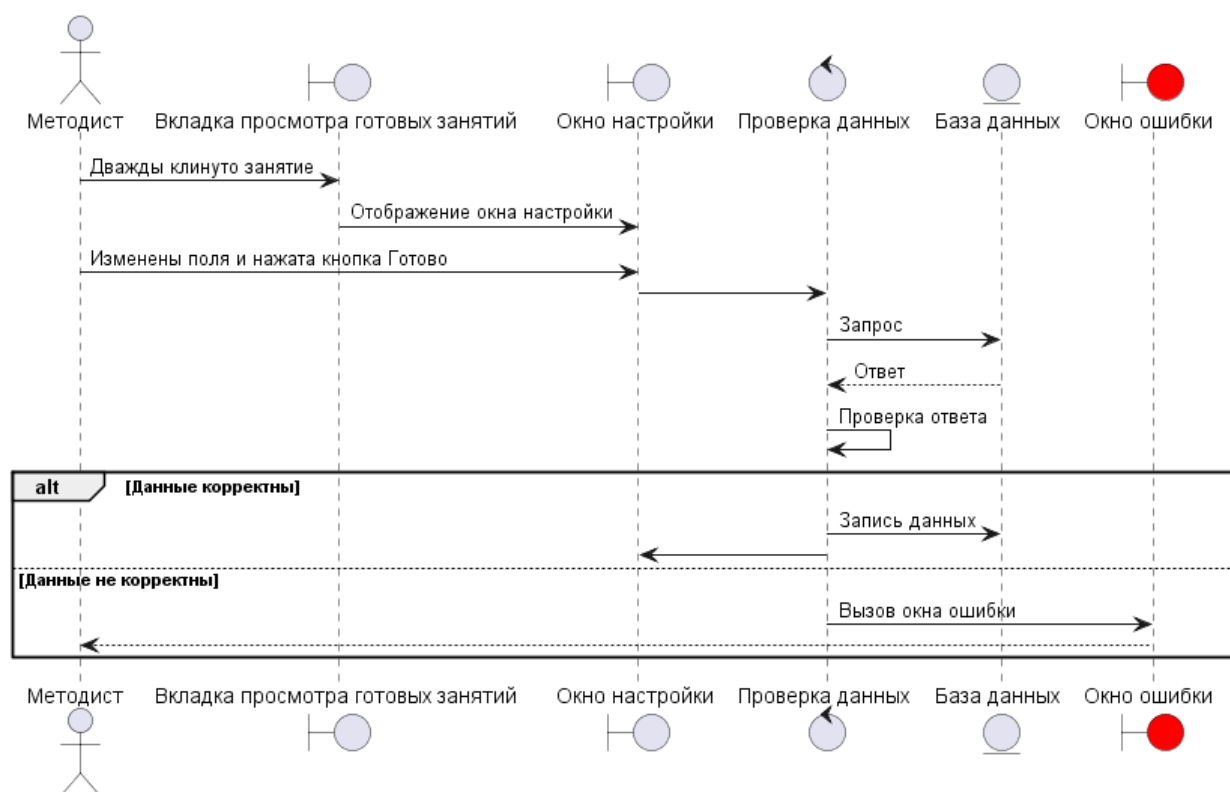 Методист Вкладка просмотра готовых занятий Окно настройки Проверка данных База данных Окно ошибки
Дважды клинуто занятие
Отображение окна настройки
Изменены поля и нажата кнопка Готово
Запрос
Ответ
Проверка ответа
alt [Данные корректны]
Запись данных
[Данные не корректны]
Вызов окна ошибки
Методист Вкладка просмотра готовых занятий Окно настройки Проверка данных База данных Окно ошибки